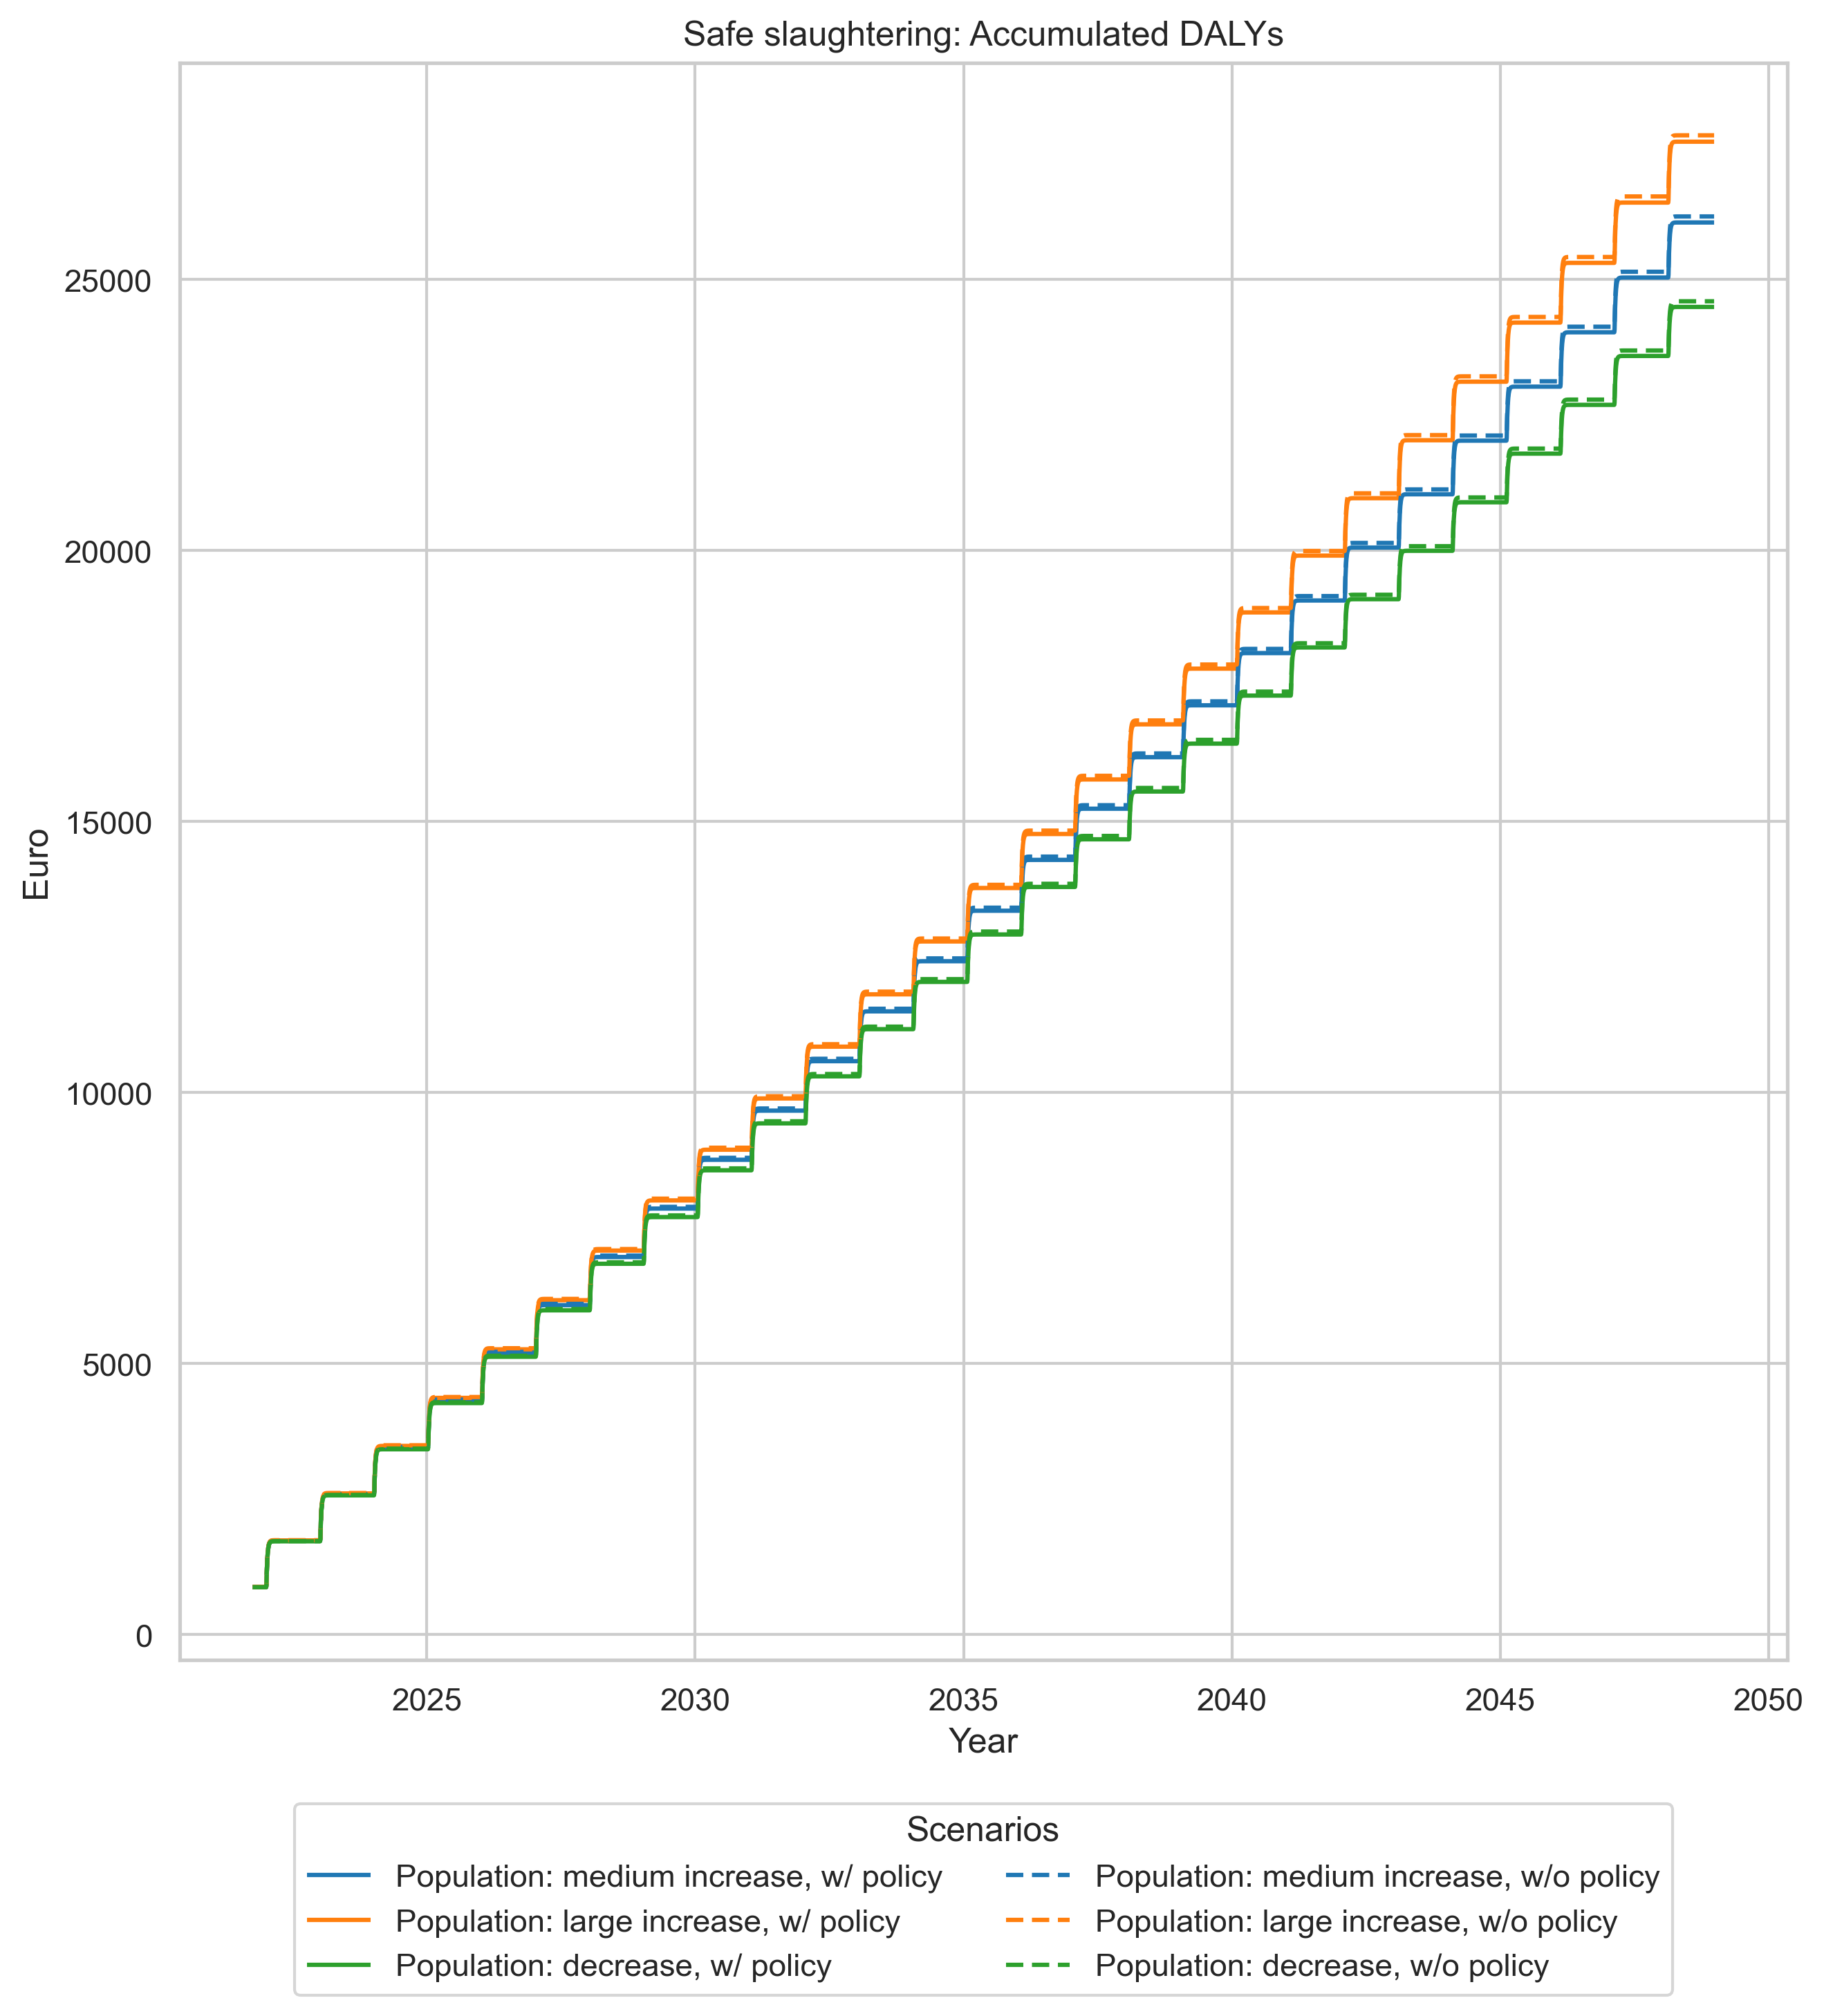 Safe slaughtering: Accumulated DALYs
25000
20000
15000
10000
5000
0
Euro
2025 2030 2035 2040 2045 2050
Year
Scenarios
Population: medium increase, w/ policy Population: medium increase, w/o policy
Population: large increase, w/ policy Population: large increase, w/o policy
Population: decrease, w/ policy Population: decrease, w/o policy